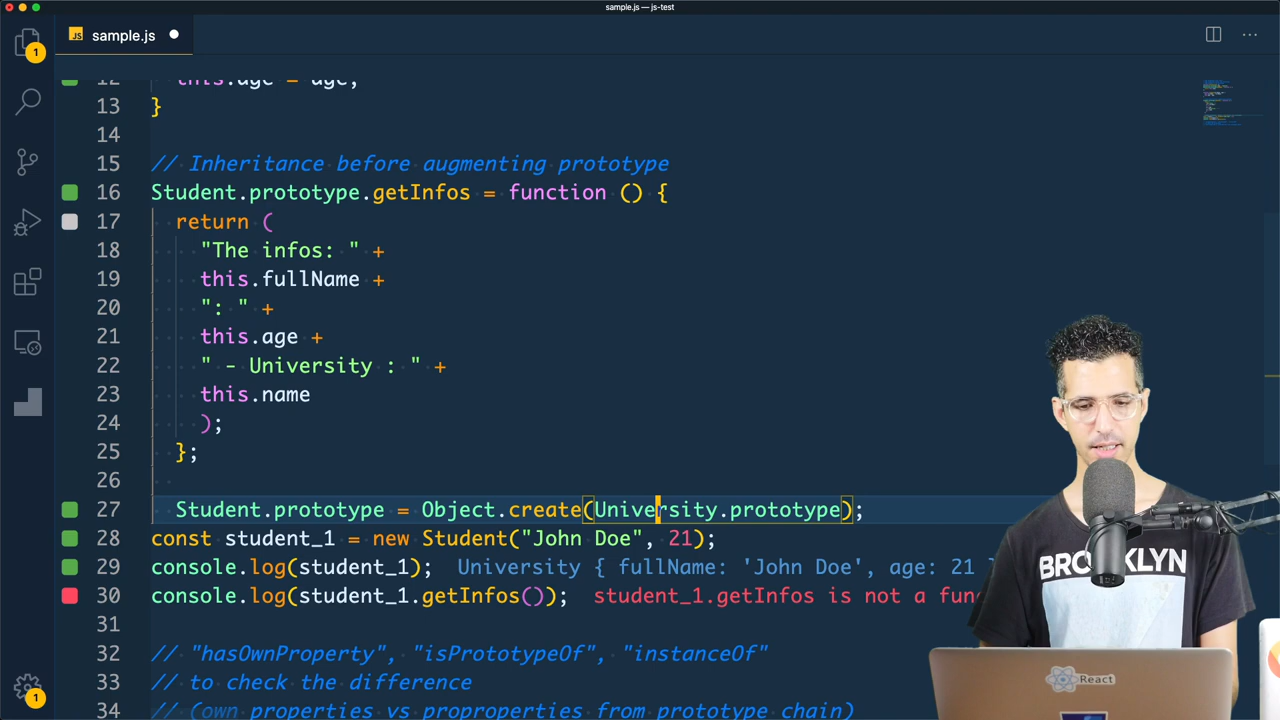 sample.js — js-test
JS sample.js
1
12 this.age = age;
13 }
14
15 // Inheritance before augmenting prototype
16 Student.prototype.getInfos = function () {
17 return (
18 "The infos: " +
19 this.fullName +
20 ": " +
21 this.age +
22 " - University : " +
23 this.name
24 );
25 };
26
27 Student.prototype = Object.create(University.prototype);
28 const student_1 = new Student("John Doe", 21);
29 console.log(student_1); University { fullName: 'John Doe', age: 21 }
30 console.log(student_1.getInfos()); student_1.getInfos is not a func
31
32 // "hasOwnProperty", "isPrototypeOf", "instanceOf"
33 // to check the difference
34 // (own properties vs proproperties from prototype chain)
1
BROOKLYN
React